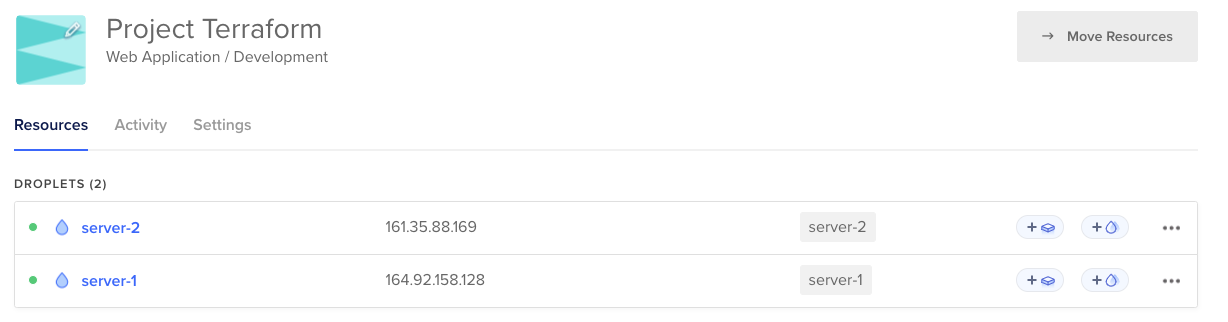 Project Terraform
Web Application / Development
→ Move Resources
Resources Activity Settings
DROPLETS (2)
server-2 161.35.88.169 server-2 + + •••
server-1 164.92.158.128 server-1 + + •••